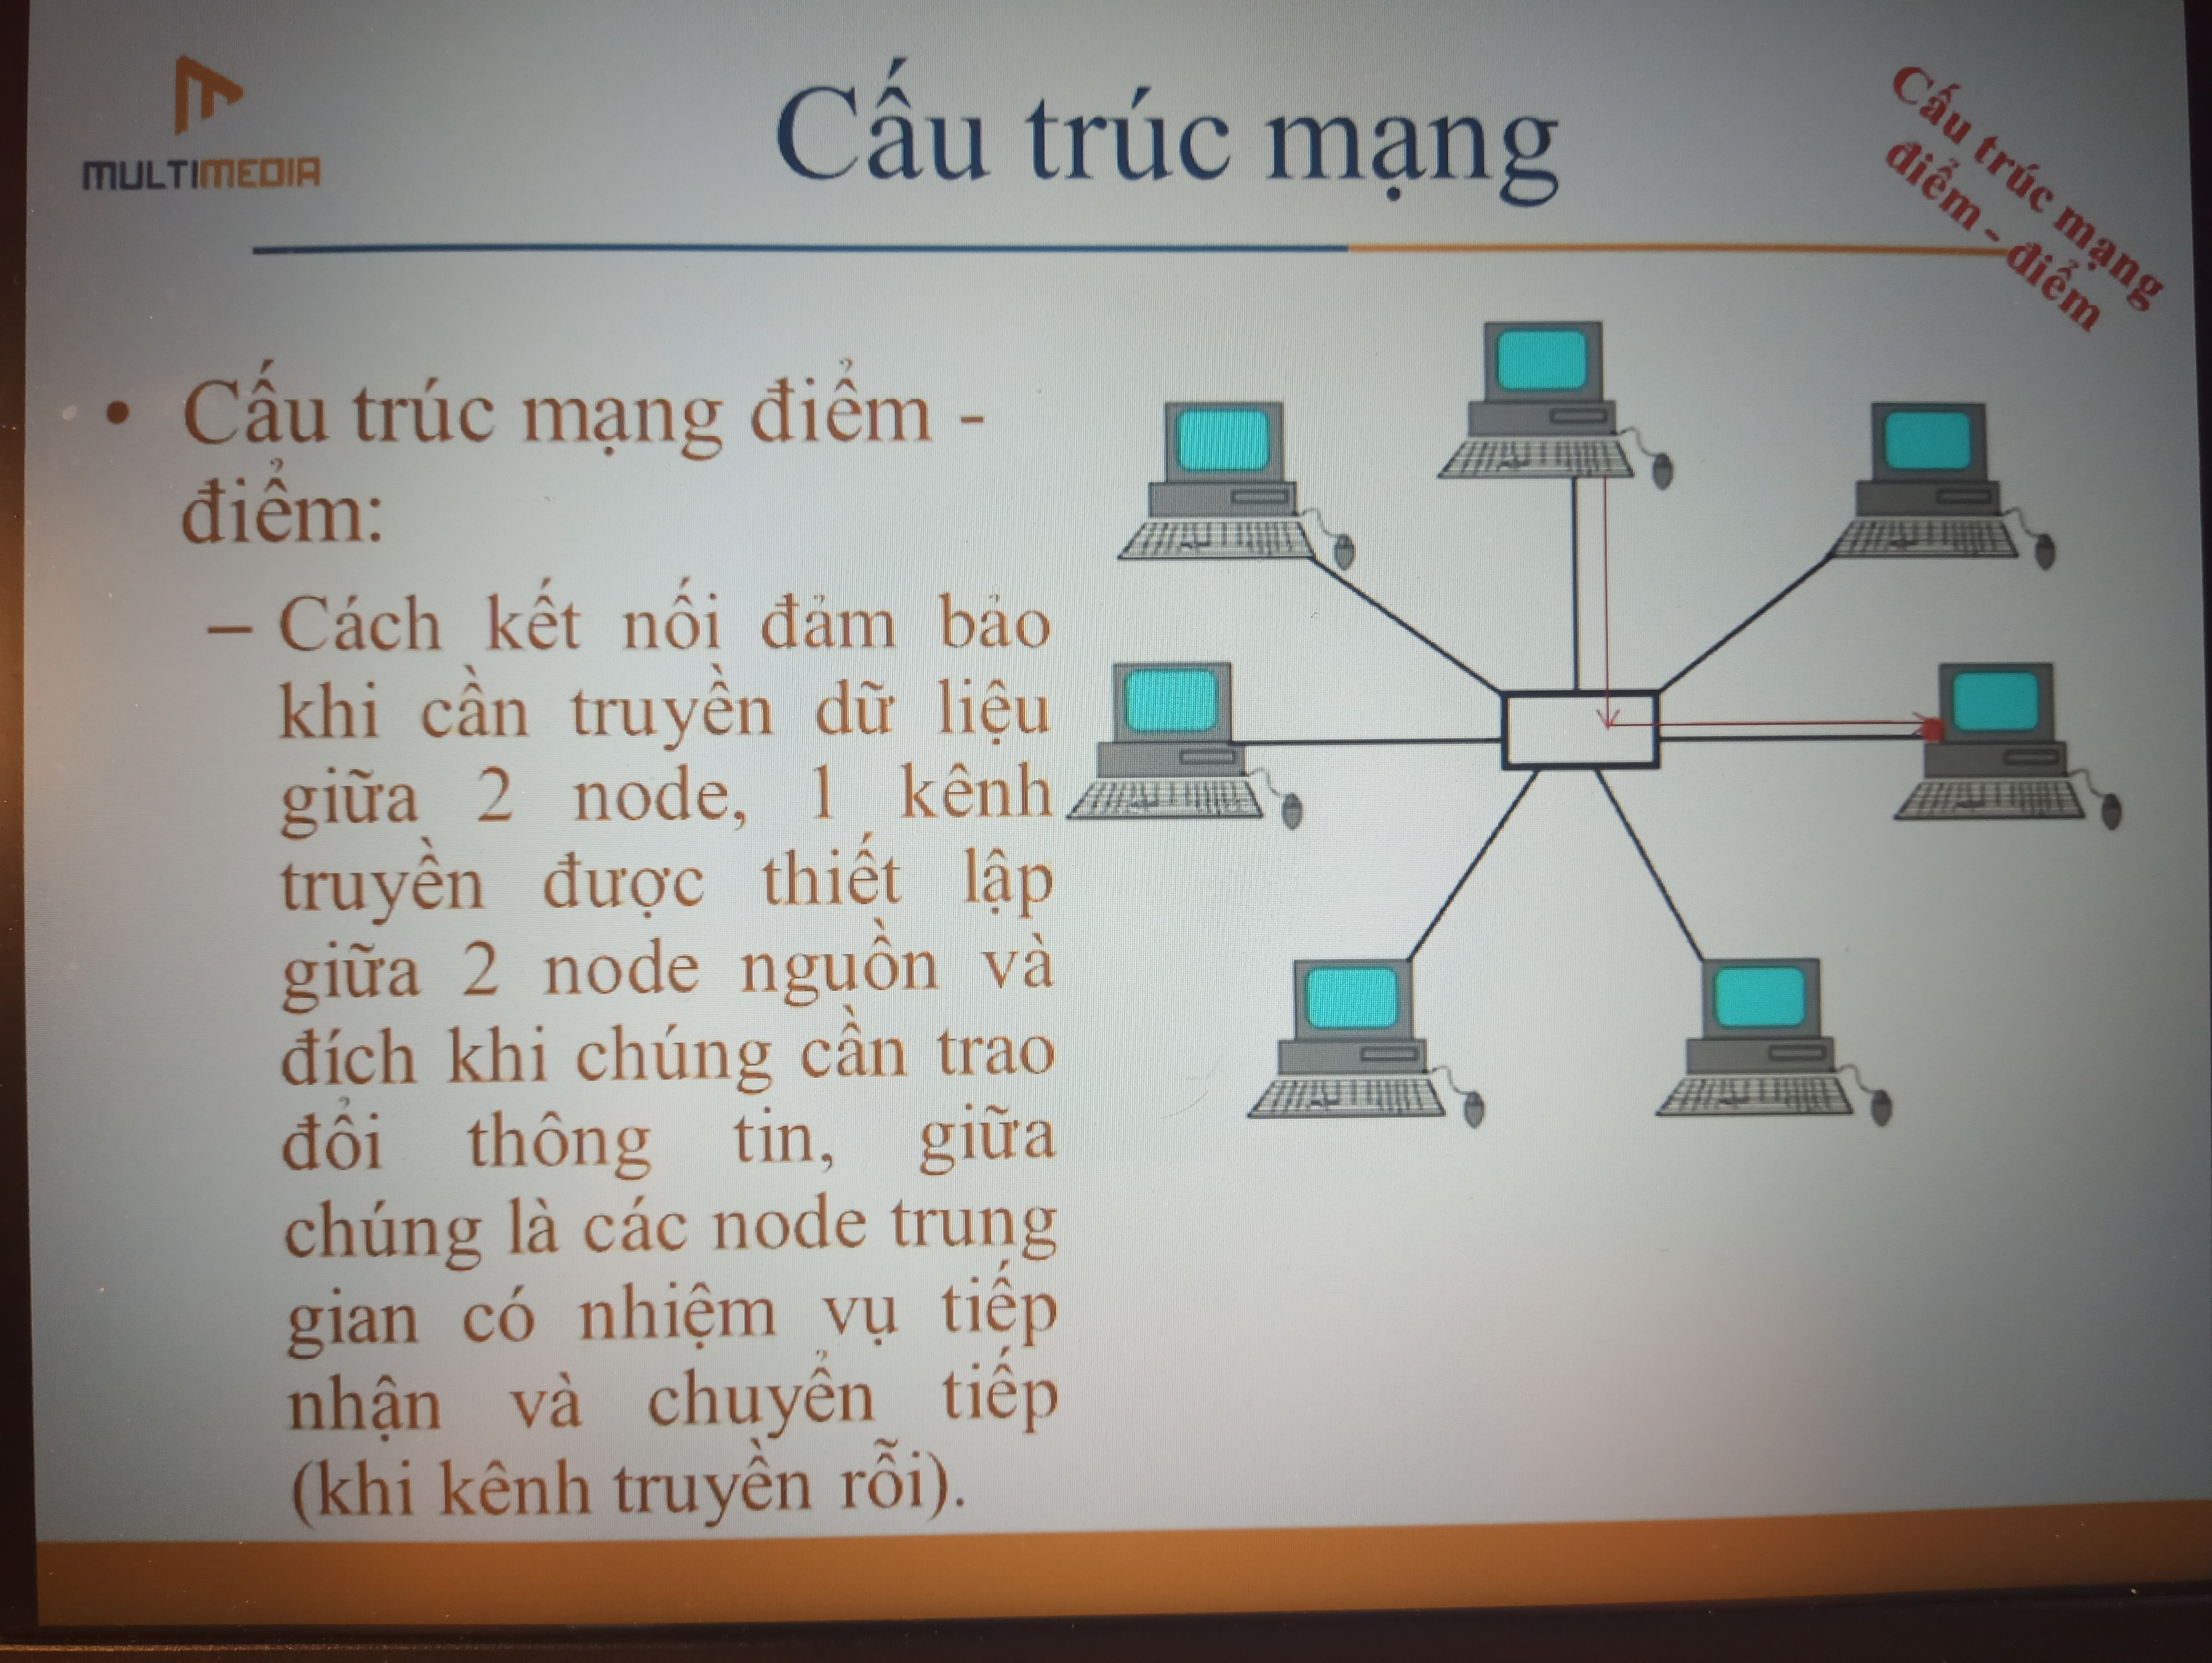 MULTIMEDIA
Cấu trúc mạng
Cấu trúc mạng
điểm - điểm
• Cấu trúc mạng điểm -
điểm:
– Cách kết nối đảm bảo
khi cần truyền dữ liệu
giữa 2 node, 1 kênh
truyền được thiết lập
giữa 2 node nguồn và
đích khi chúng cần trao
đổi thông tin, giữa
chúng là các node trung
gian có nhiệm vụ tiếp
nhận và chuyển tiếp
(khi kênh truyền rỗi).